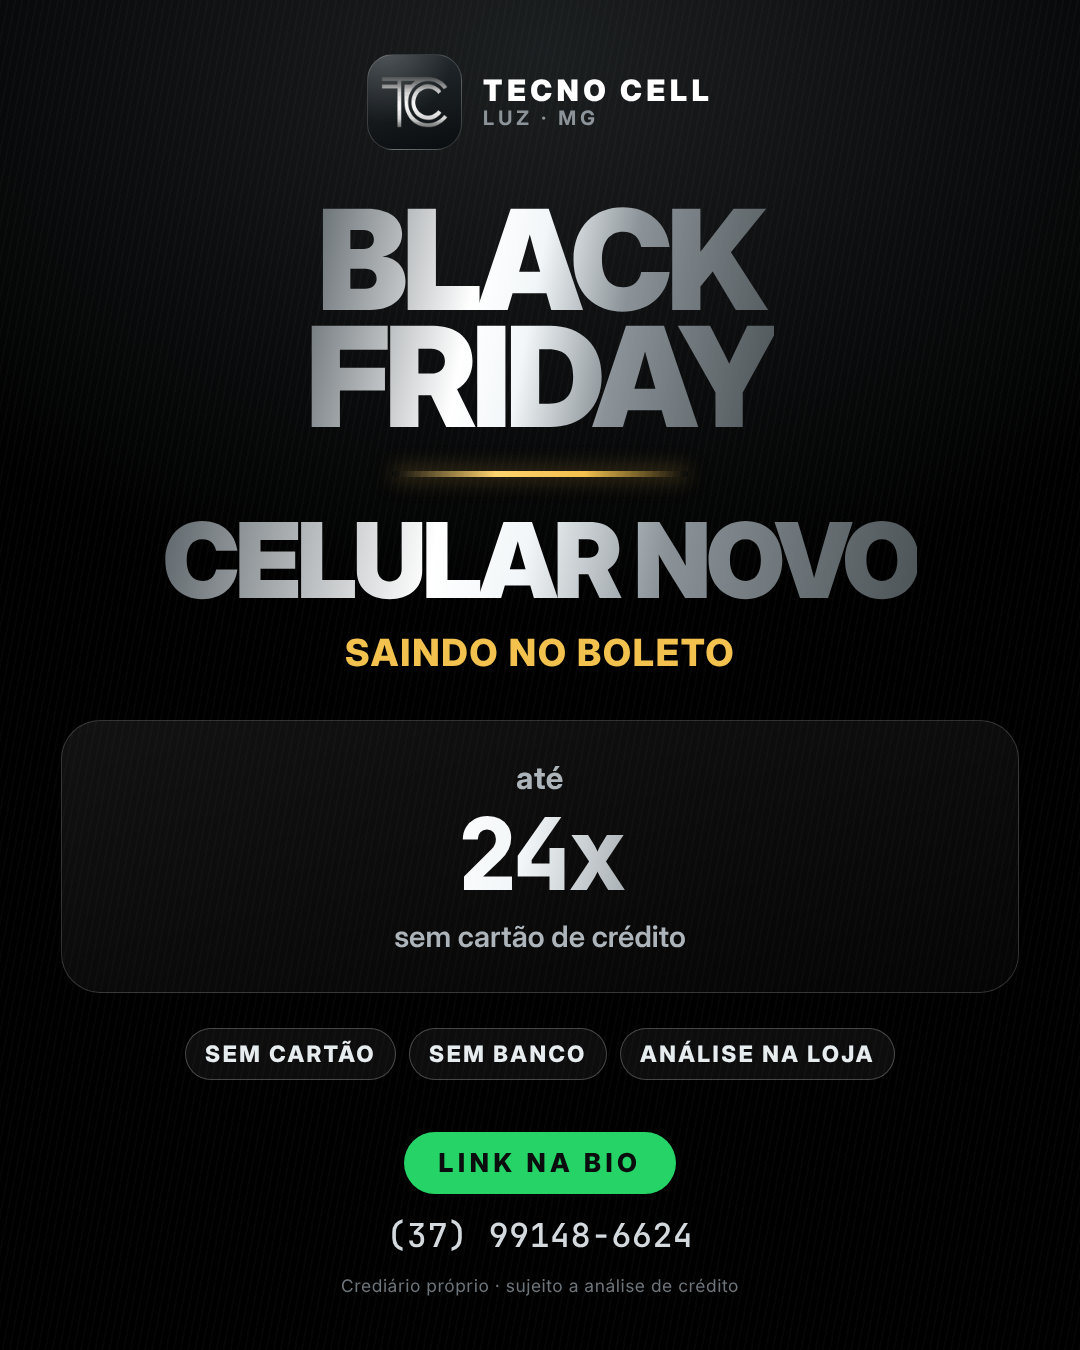 TC
TECNO CELL
LUZ · MG
BLACK
FRIDAY
CELULAR NOVO
SAINDO NO BOLETO
até
24x
sem cartão de crédito
SEM CARTÃO
SEM BANCO
ANÁLISE NA LOJA
LINK NA BIO
(37) 99148-6624
Crediário próprio · sujeito a análise de crédito